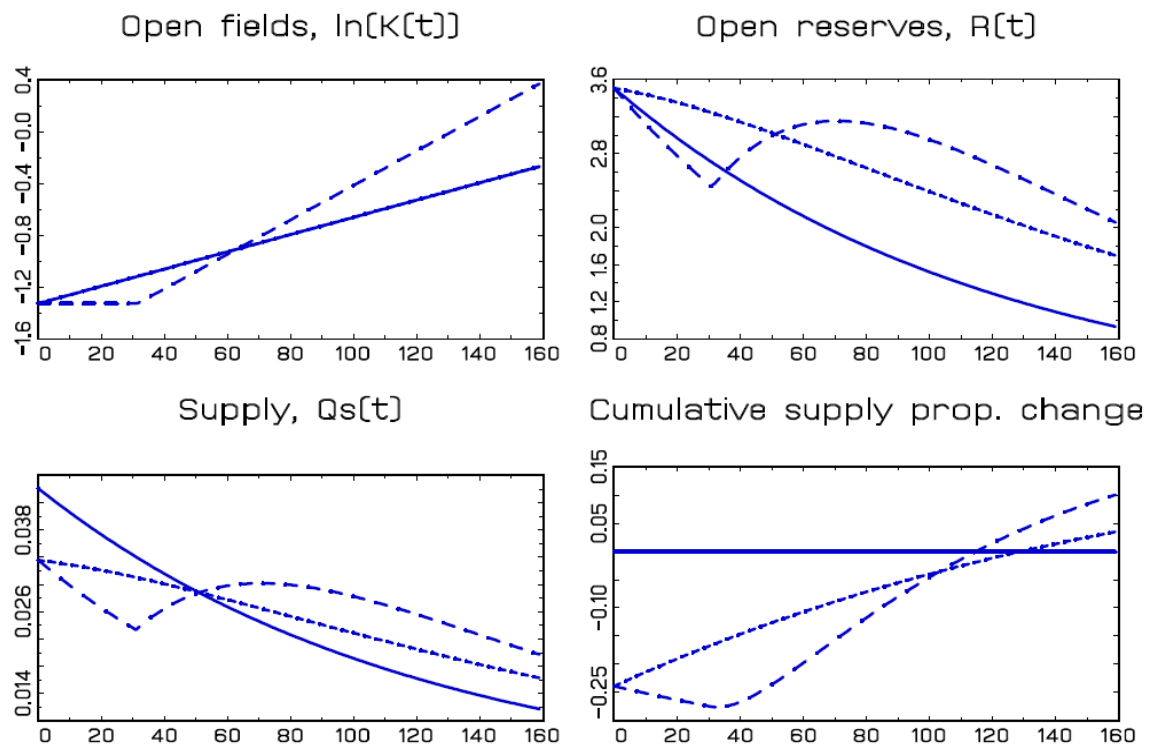 Open fields, ln(K(t))
0.4
-0.0
-0.4
-0.8
-1.2
-1.6
0 20 40 60 80 100 120 140 160
Open reserves, R(t)
3.6
2.8
2.0
1.6
1.2
0.8
0 20 40 60 80 100 120 140 160
Supply, Qs(t)
0.038
0.026
0.014
0 20 40 60 80 100 120 140 160
Cumulative supply prop. change
0.15
0.05
-0.10
-0.25
0 20 40 60 80 100 120 140 160